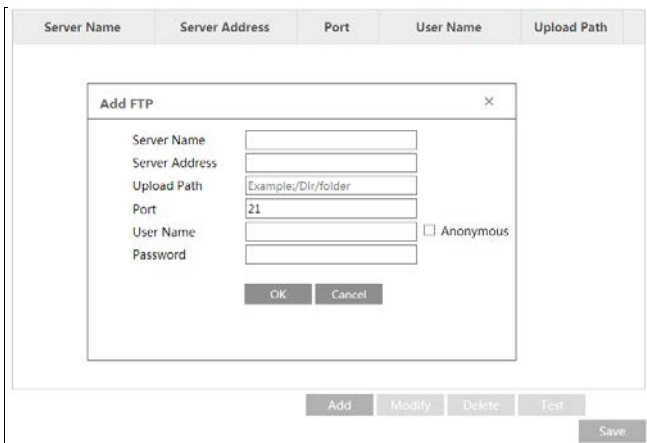 Server Name Server Address Port User Name Upload Path
Add FTP ×
Server Name
Server Address
Upload Path Example:/Dir/folder
Port 21
User Name Anonymous
Password
OK Cancel
Add Modify Delete Test
Save